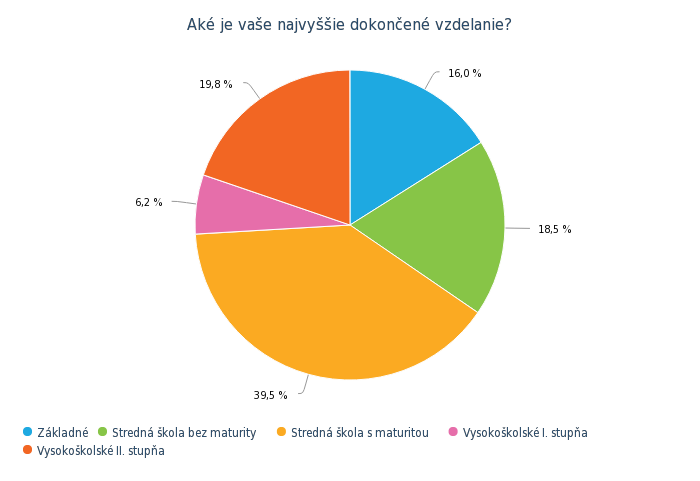 Aké je vaše najvyššie dokončené vzdelanie?
19,8 %
16,0 %
6,2 %
18,5 %
39,5 %
Základné Stredná škola bez maturity Stredná škola s maturitou Vysokoškolské I. stupňa
Vysokoškolské II. stupňa